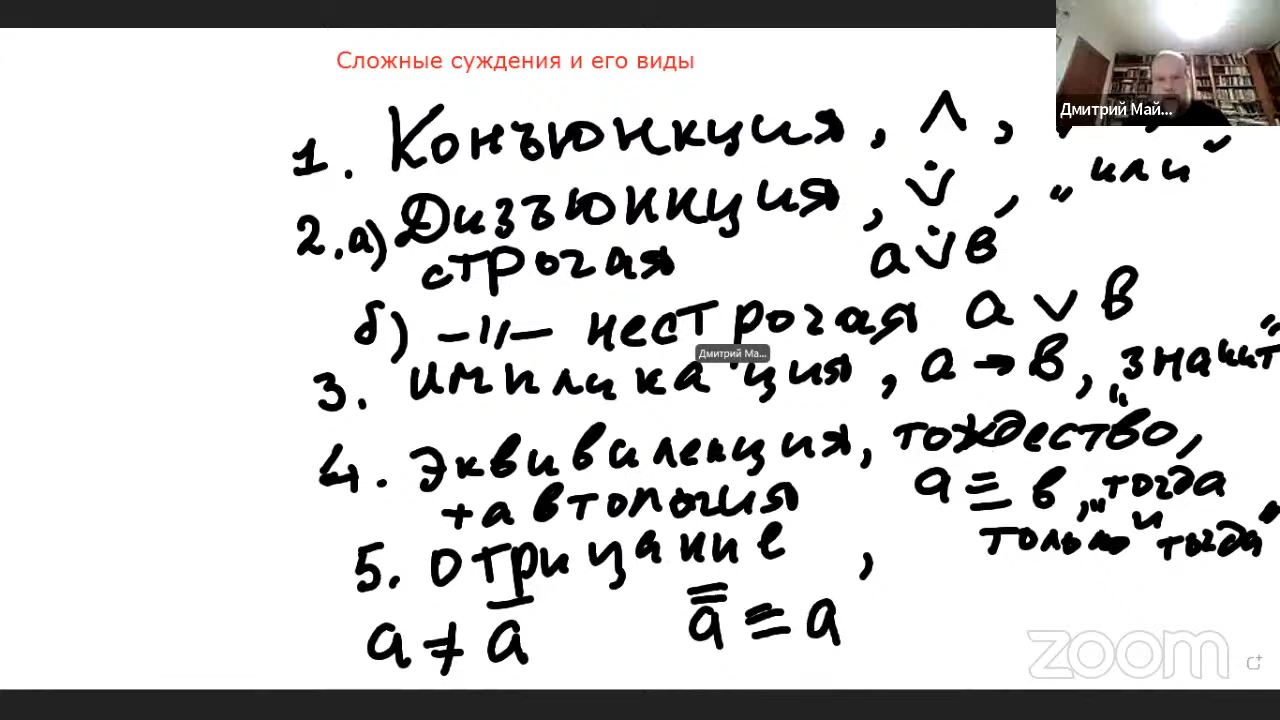 Сложные суждения и его виды
Дмитрий Май...
1. Конъюнкция, ∧,
2.а) Дизъюнкция, ∨̇, „или"
строгая а ∨̇ в
б) –"– нестрогая а ∨ в
Дмитрий Ма...
3. импликация, а → в, „значит"
4. эквиваленция, тождество,
+автология а ≡ в, „тогда
и только тогда"
5. отрицание,
а ≠ a̅ a̿ = а
zoom